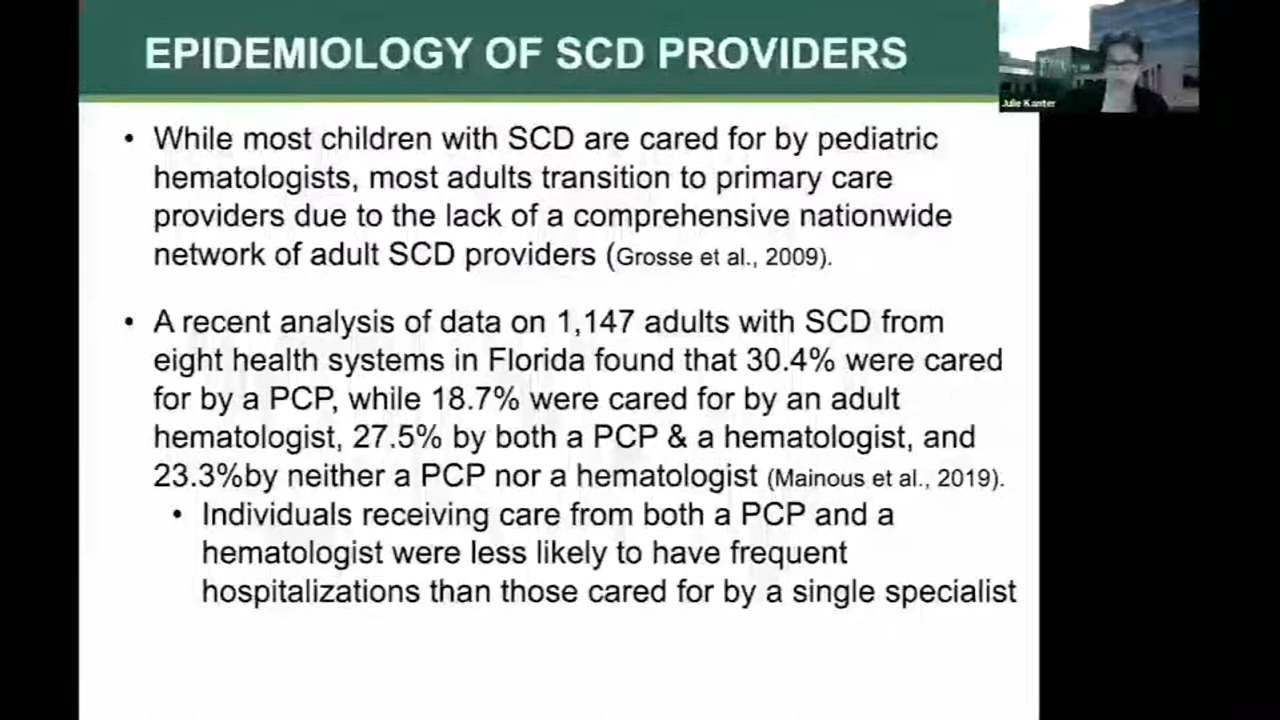 EPIDEMIOLOGY OF SCD PROVIDERS
Julie Kanter
• While most children with SCD are cared for by pediatric
hematologists, most adults transition to primary care
providers due to the lack of a comprehensive nationwide
network of adult SCD providers (Grosse et al., 2009).
• A recent analysis of data on 1,147 adults with SCD from
eight health systems in Florida found that 30.4% were cared
for by a PCP, while 18.7% were cared for by an adult
hematologist, 27.5% by both a PCP & a hematologist, and
23.3%by neither a PCP nor a hematologist (Mainous et al., 2019).
• Individuals receiving care from both a PCP and a
hematologist were less likely to have frequent
hospitalizations than those cared for by a single specialist